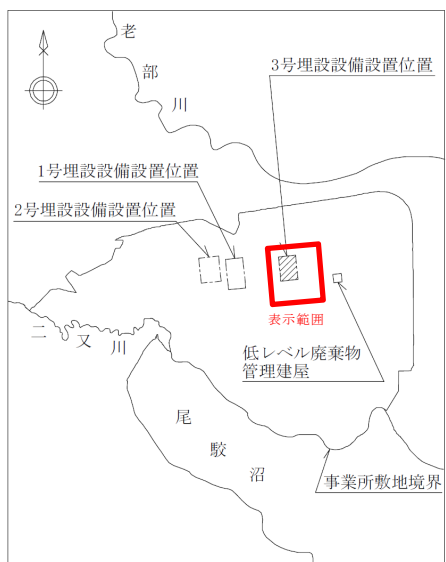 老部川
3号埋設設備設置位置
1号埋設設備設置位置
2号埋設設備設置位置
表示範囲
二又川
低レベル廃棄物
管理建屋
尾駮沼
事業所敷地境界